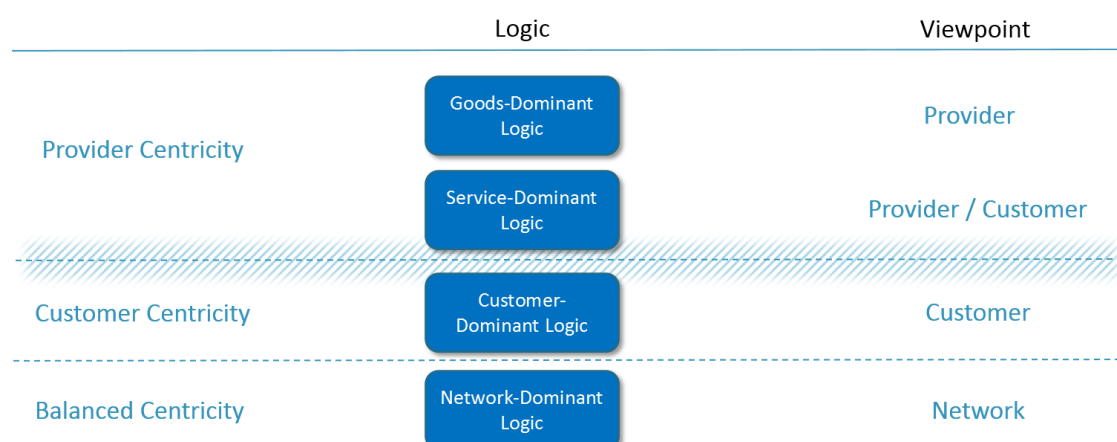 Logic
Viewpoint
Provider Centricity
Goods-Dominant
Logic
Provider
Service-Dominant
Logic
Provider / Customer
Customer Centricity
Customer-
Dominant Logic
Customer
Balanced Centricity
Network-Dominant
Logic
Network